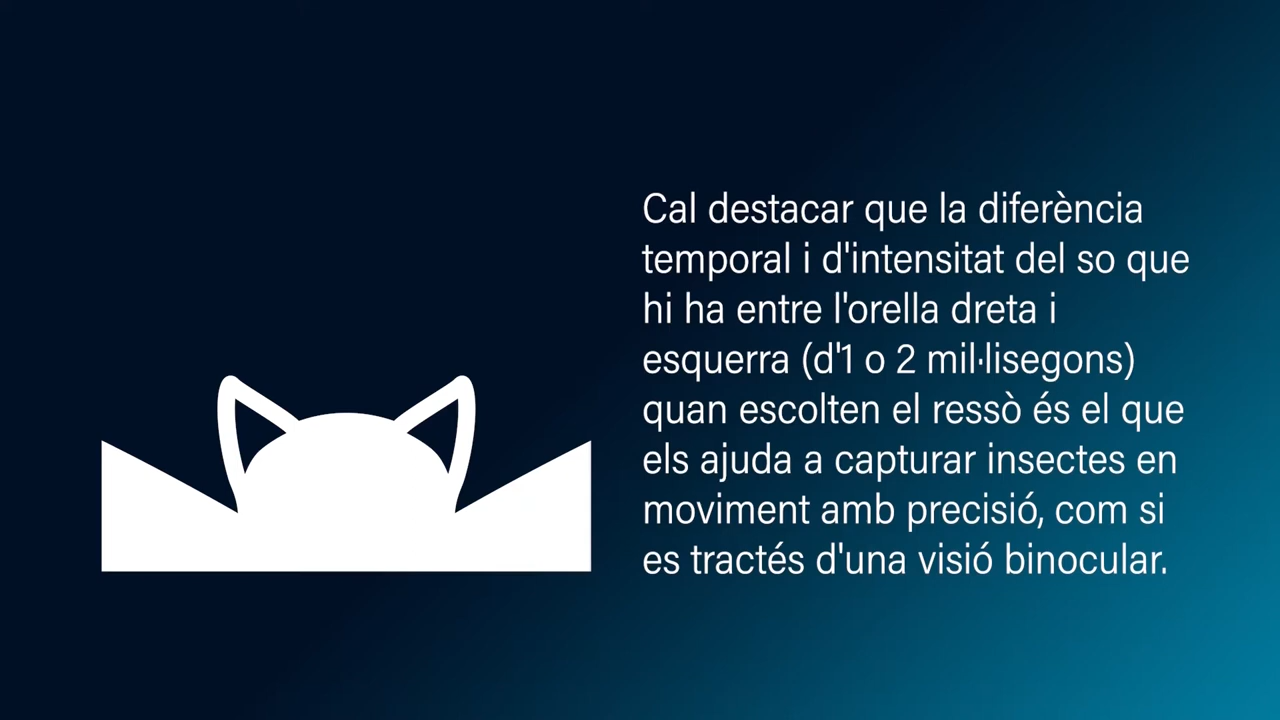 Cal destacar que la diferència
temporal i d'intensitat del so que
hi ha entre l'orella dreta i
esquerra (d'1 o 2 mil·lisegons)
quan escolten el ressò és el que
els ajuda a capturar insectes en
moviment amb precisió, com si
es tractés d'una visió binocular.